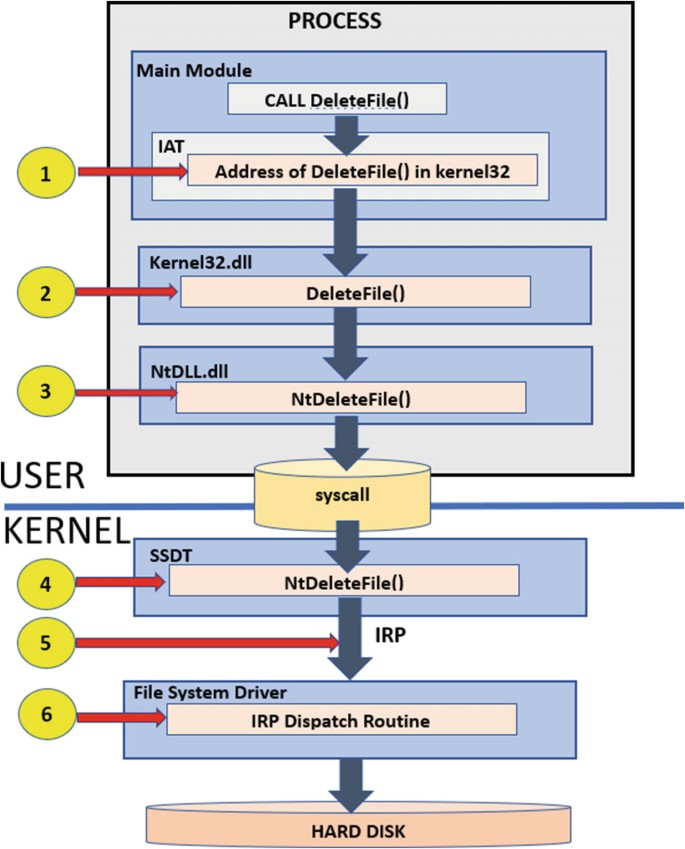 PROCESS
Main Module
CALL DeleteFile()
IAT
1
Address of DeleteFile() in kernel32
Kernel32.dll
2
DeleteFile()
NtDLL.dll
3
NtDeleteFile()
USER
syscall
KERNEL
SSDT
4
NtDeleteFile()
5
IRP
File System Driver
6
IRP Dispatch Routine
HARD DISK